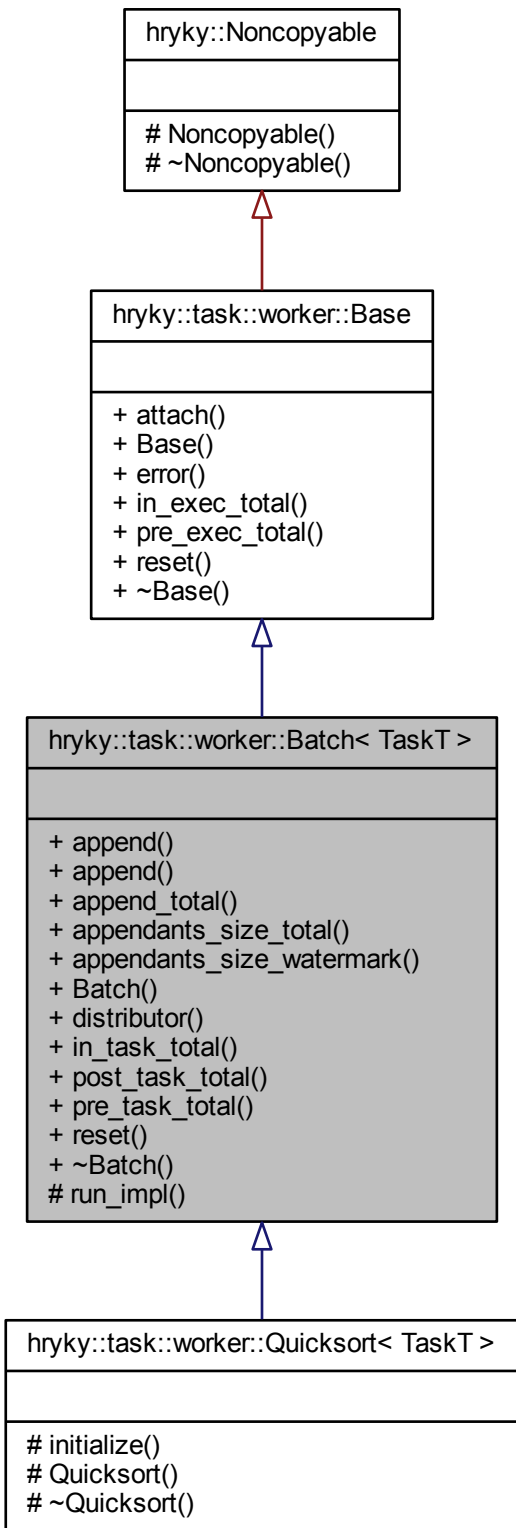 hryky::Noncopyable
# Noncopyable()
# ~Noncopyable()
hryky::task::worker::Base
+ attach()
+ Base()
+ error()
+ in_exec_total()
+ pre_exec_total()
+ reset()
+ ~Base()
hryky::task::worker::Batch< TaskT >
+ append()
+ append()
+ append_total()
+ appendants_size_total()
+ appendants_size_watermark()
+ Batch()
+ distributor()
+ in_task_total()
+ post_task_total()
+ pre_task_total()
+ reset()
+ ~Batch()
# run_impl()
hryky::task::worker::Quicksort< TaskT >
# initialize()
# Quicksort()
# ~Quicksort()